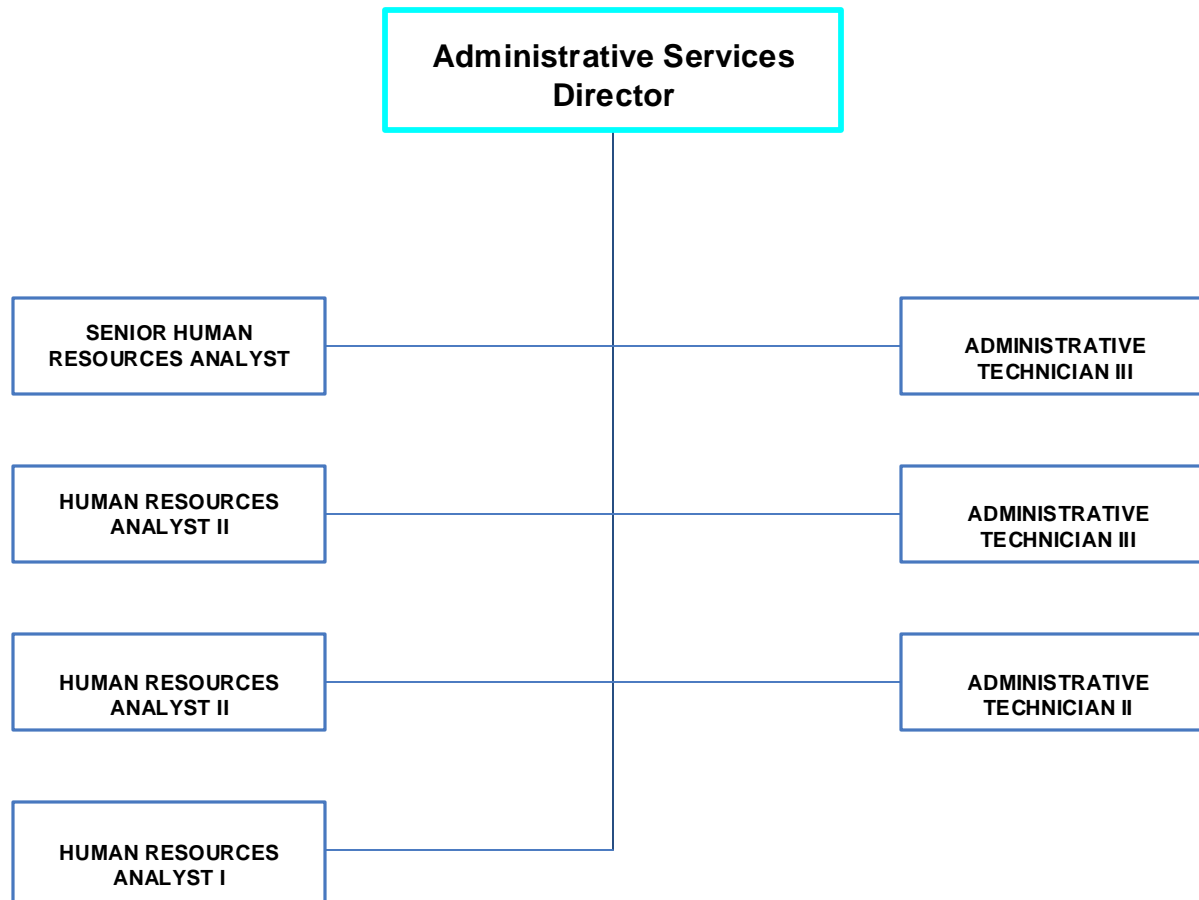 Administrative Services
Director
SENIOR HUMAN
RESOURCES ANALYST
ADMINISTRATIVE
TECHNICIAN III
HUMAN RESOURCES
ANALYST II
ADMINISTRATIVE
TECHNICIAN III
HUMAN RESOURCES
ANALYST II
ADMINISTRATIVE
TECHNICIAN II
HUMAN RESOURCES
ANALYST I